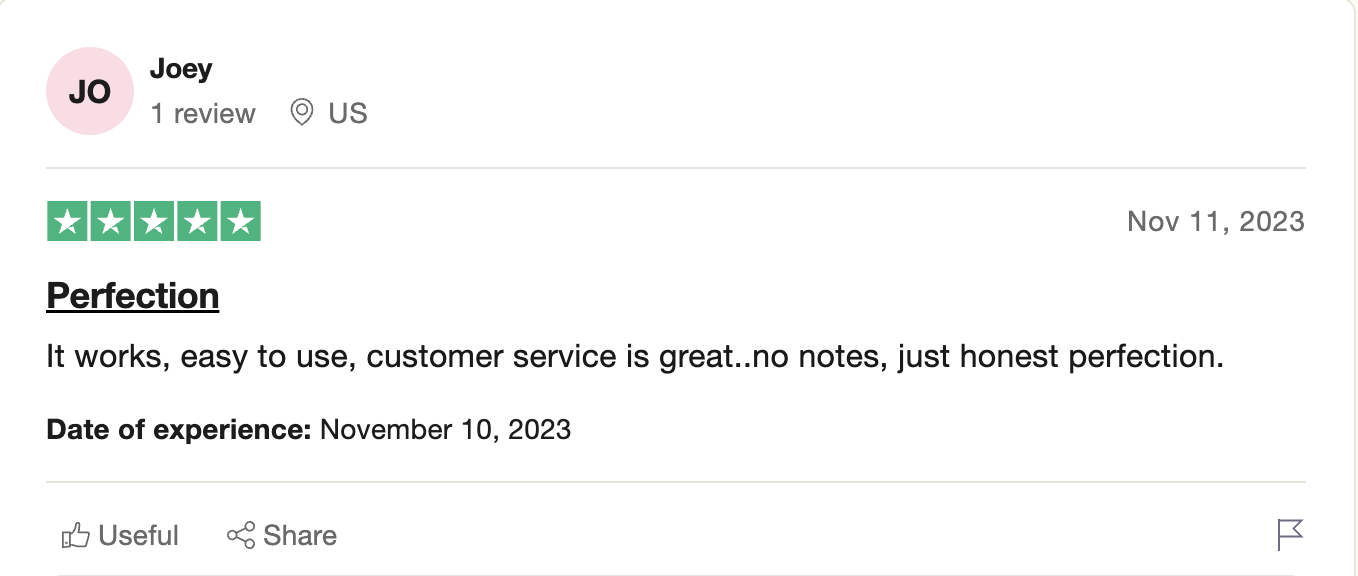 JO
Joey
1 review US
Nov 11, 2023
Perfection
It works, easy to use, customer service is great..no notes, just honest perfection.
Date of experience: November 10, 2023
Useful Share